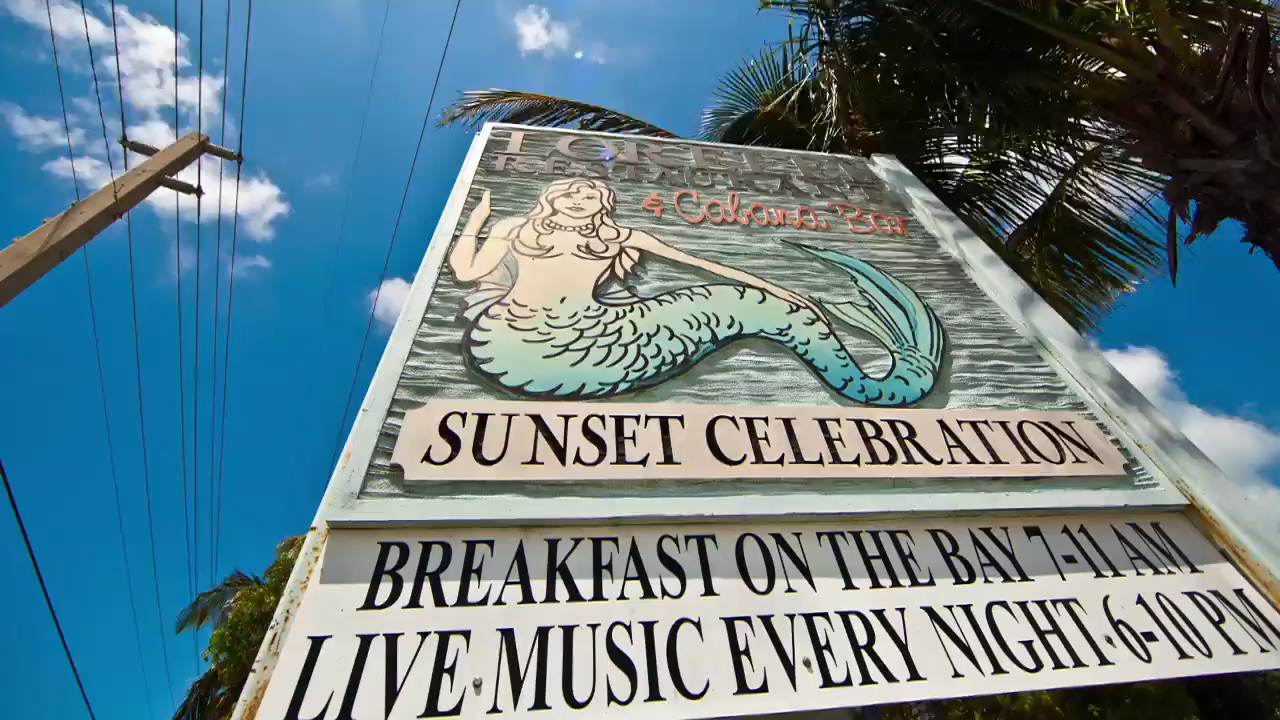 RESTAURANT
& Cabana Bar
SUNSET CELEBRATION
BREAKFAST ON THE BAY 7-11 AM
LIVE MUSIC EVERY NIGHT 6-10 PM